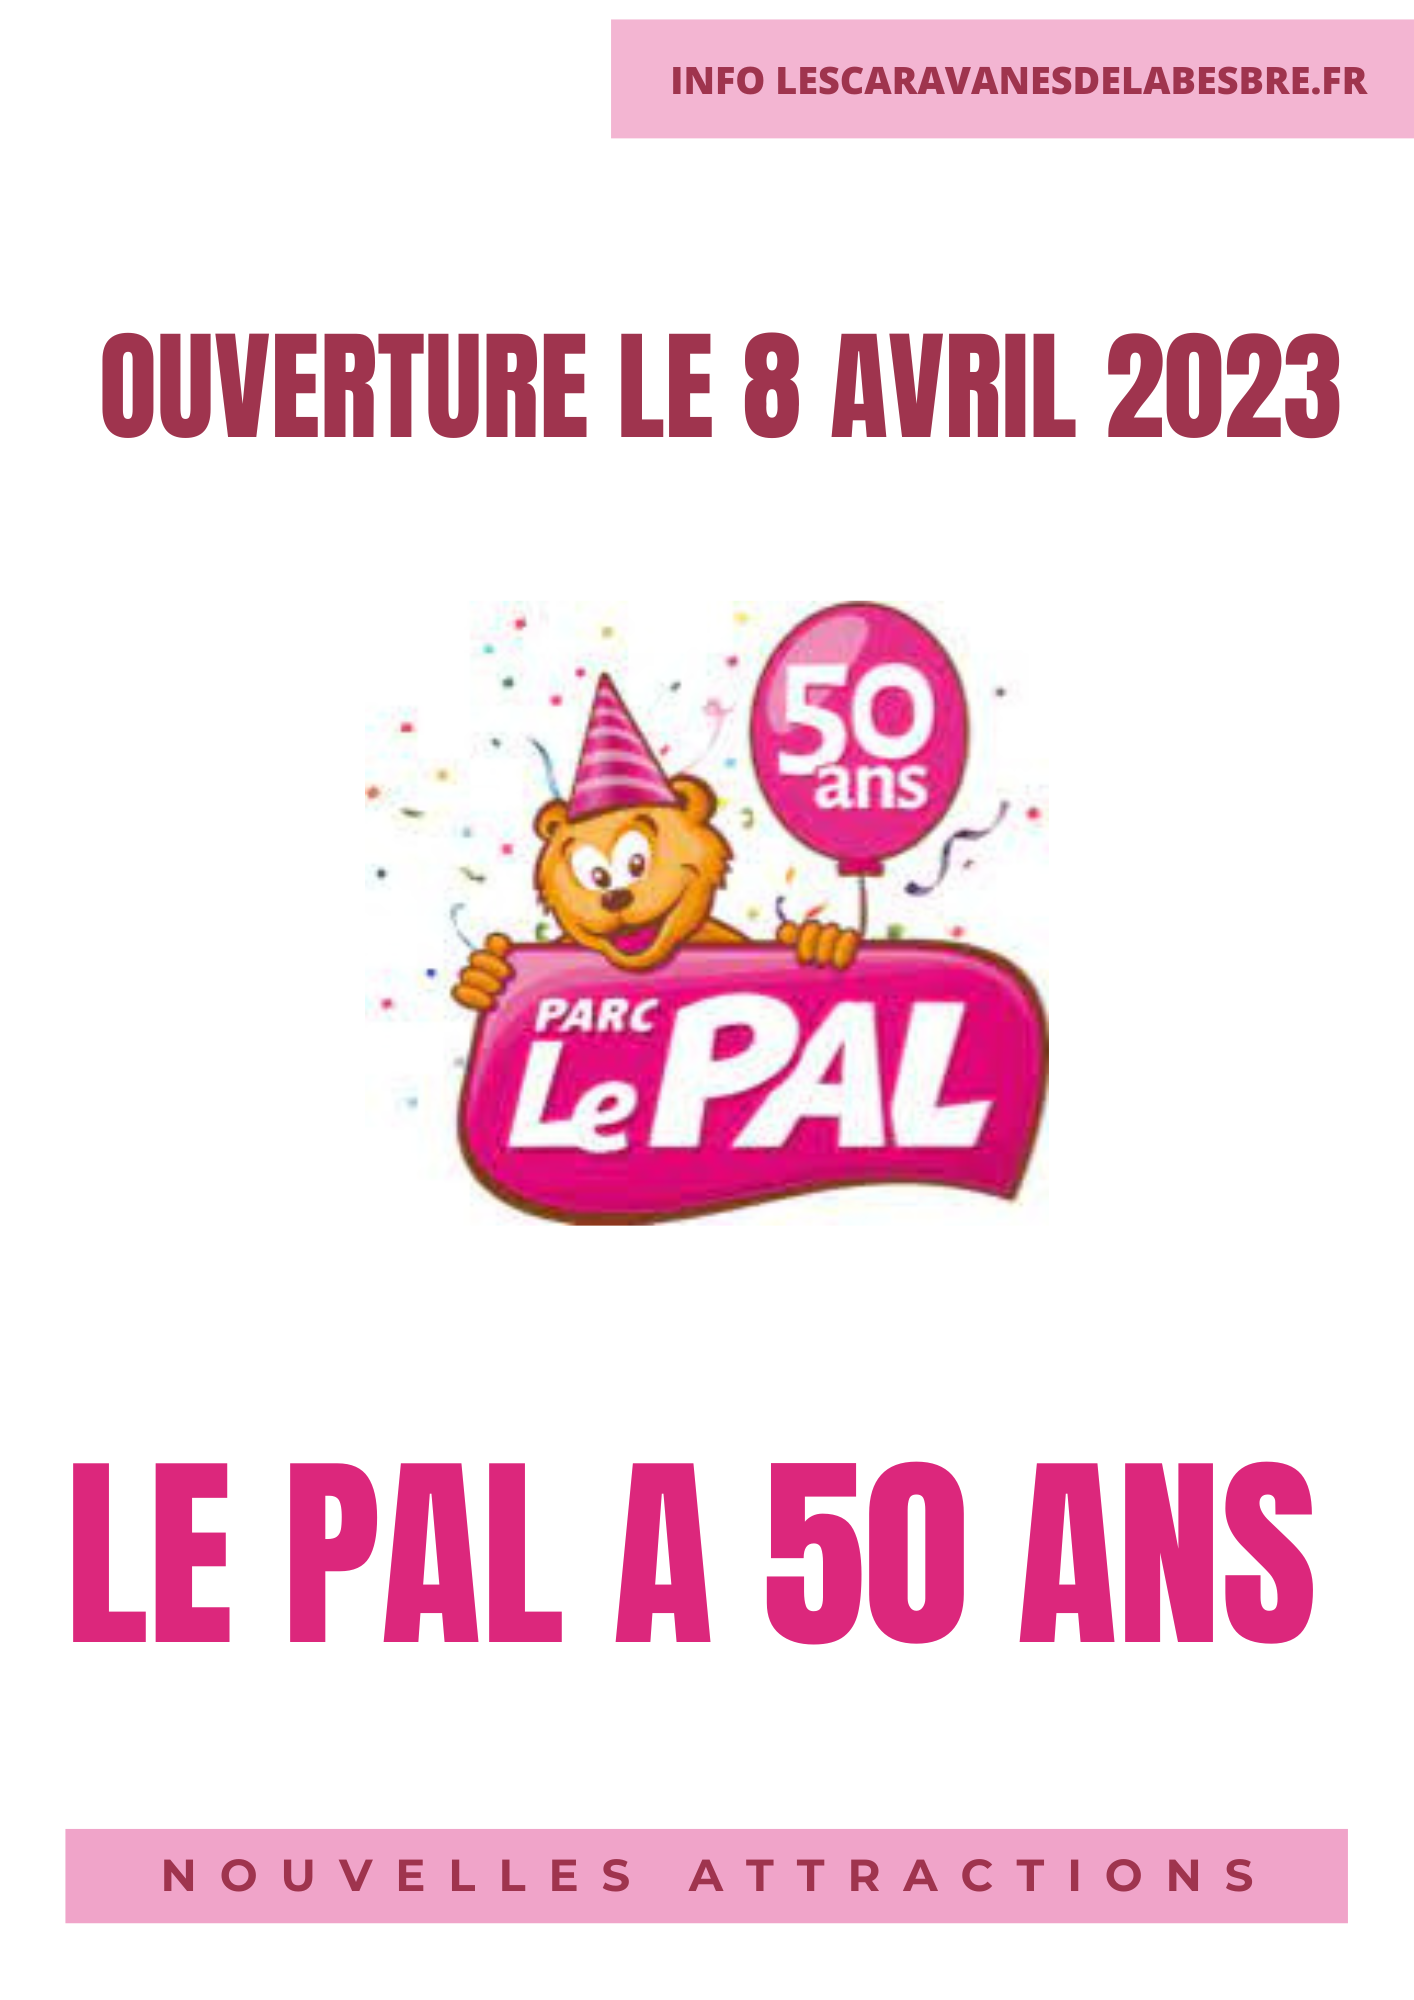 INFO LESCARAVANESDELABESBRE.FR
OUVERTURE LE 8 AVRIL 2023
50
ans
PARC
Le PAL
LE PAL A 50 ANS
NOUVELLES ATTRACTIONS